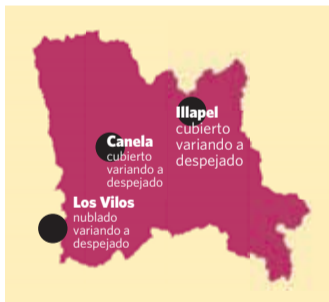 Illapel
cubierto
variando a
despejado
Canela
cubierto
variando a
despejado
Los Vilos
nublado
variando a
despejado